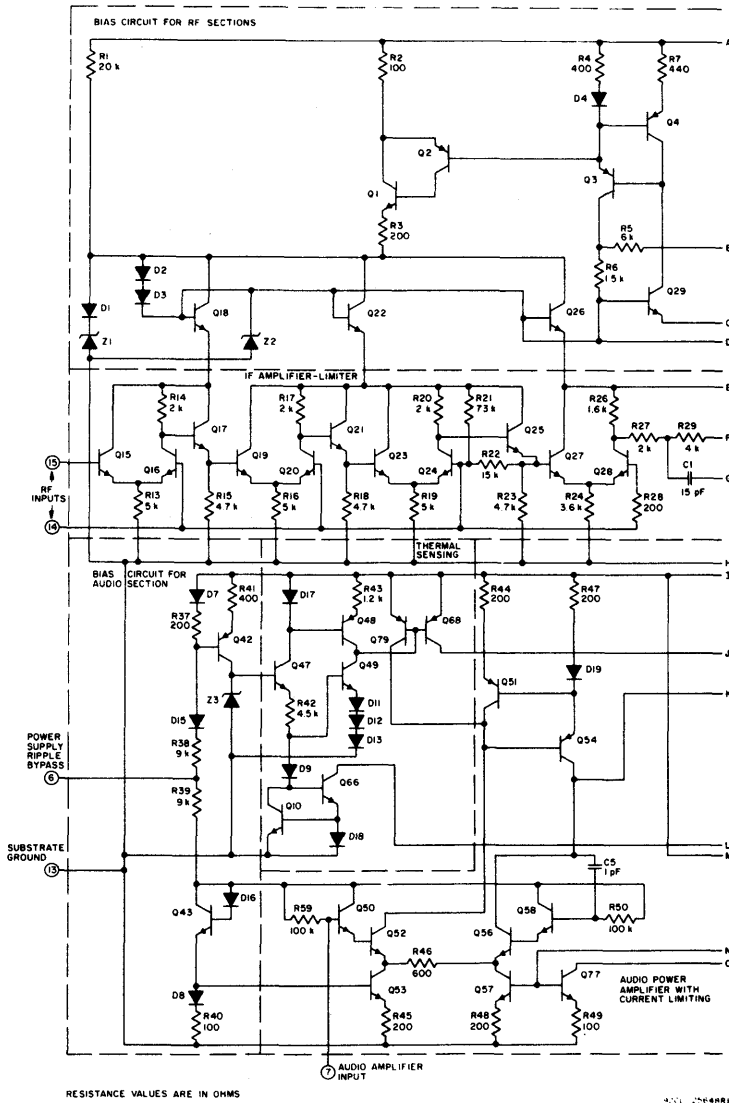 BIAS CIRCUIT FOR RF SECTIONS
A
R1
20 k
R2
100
R4
400
R7
440
D4
Q4
Q2
Q3
Q1
R3
200
R5
6 k
R6
1.5 k
D2
D3
D1
Z1
Q18
Z2
Q22
Q26
Q29
C
D
IF AMPLIFIER-LIMITER
R14
2 k
R17
2 k
R20
2 k
R21
73 k
R26
1.6 k
R27
2 k
R29
4 k
C1
15 pF
Q15
Q16
Q17
Q19
Q20
Q21
Q23
Q24
Q25
R22
15 k
Q27
Q28
15
RF
INPUTS
14
R13
5 k
R15
4.7 k
R16
5 k
R18
4.7 k
R19
5 k
R23
4.7 k
R24
3.6 k
R28
200
F
G
H
THERMAL
SENSING
BIAS CIRCUIT FOR
AUDIO SECTION
I
D7
R37
200
R41
400
Q42
D17
R43
1.2 k
Q48
Q79
Q68
R44
200
R47
200
J
Q47
Q49
Z3
R42
4.5 k
D11
D12
D13
Q51
D19
K
Q54
D15
R38
9 k
POWER
SUPPLY
RIPPLE
BYPASS
6
R39
9 k
D9
Q66
Q10
D18
L
M
SUBSTRATE
GROUND
13
C5
1 pF
Q43
D16
R59
100 k
Q50
Q52
Q56
Q58
R50
100 k
R46
600
N
O
D8
R40
100
Q53
R45
200
Q57
R48
200
Q77
R49
100
AUDIO POWER
AMPLIFIER WITH
CURRENT LIMITING
7
AUDIO AMPLIFIER
INPUT
RESISTANCE VALUES ARE IN OHMS